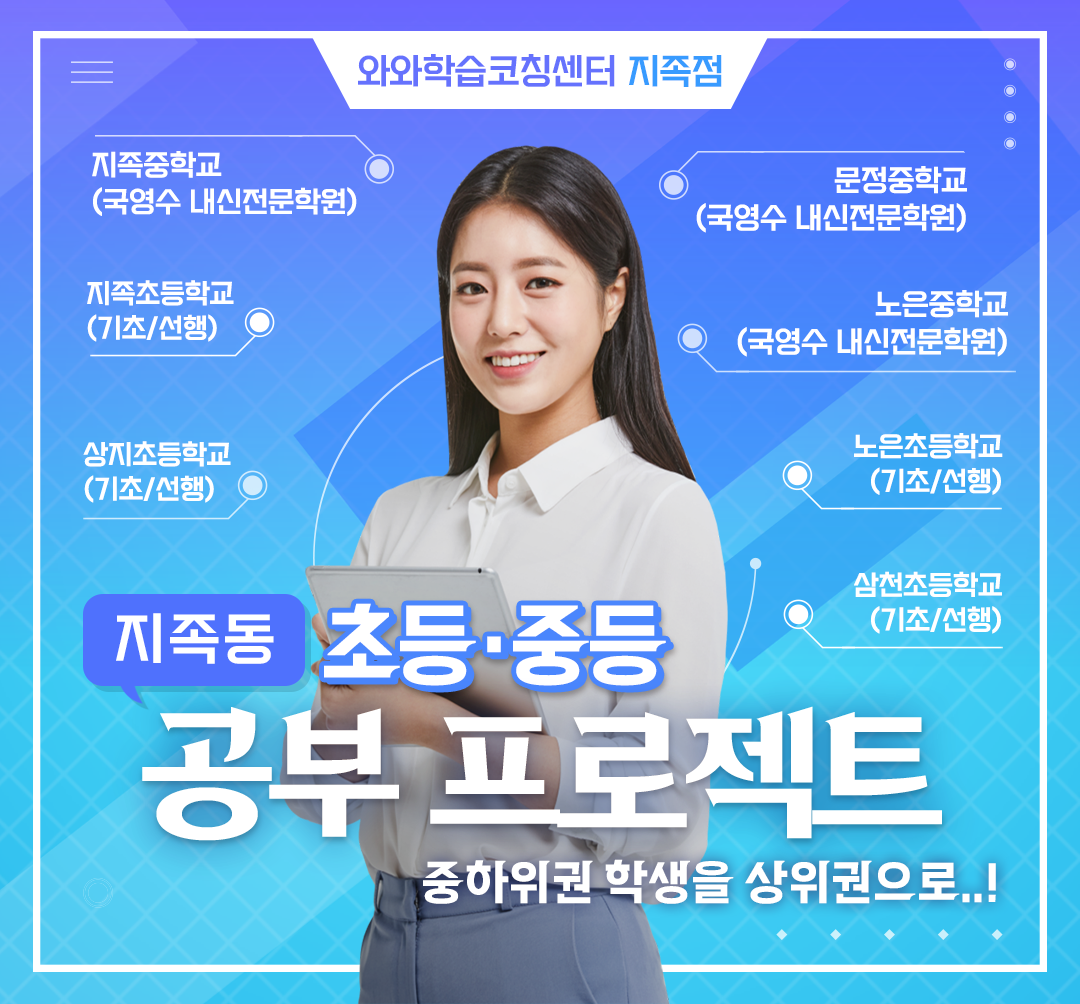 와와학습코칭센터 지족점
지족중학교
(국영수 내신전문학원)
문정중학교
(국영수 내신전문학원)
지족초등학교
(기초/선행)
노은중학교
(국영수 내신전문학원)
상지초등학교
(기초/선행)
노은초등학교
(기초/선행)
삼천초등학교
(기초/선행)
지족동 초등·중등
공부 프로젝트
중하위권 학생을 상위권으로..!